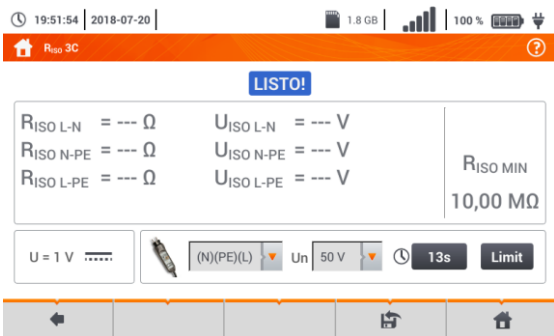 19:51:54 2018-07-20 1.8 GB 100 %
RISO 3C ?
LISTO!
RISO L-N = --- Ω UISO L-N = --- V
RISO N-PE = --- Ω UISO N-PE = --- V
RISO L-PE = --- Ω UISO L-PE = --- V
RISO MIN
10,00 MΩ
U = 1 V (N)(PE)(L) Un 50 V 13s Limit